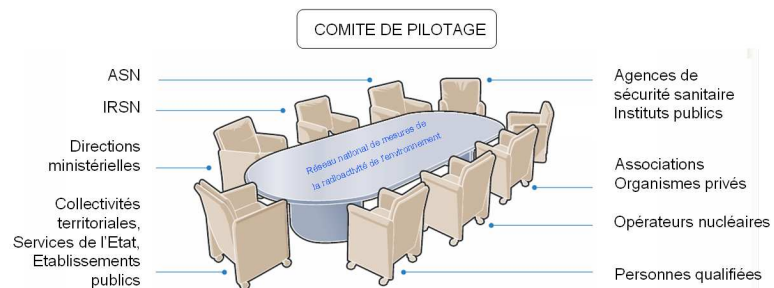 COMITE DE PILOTAGE
ASN
IRSN
Directions
ministérielles
Collectivités
territoriales,
Services de l'Etat,
Etablissements
publics
Réseau national de mesures de
la radioactivité de l'environnement
Agences de
sécurité sanitaire
Instituts publics
Associations
Organismes privés
Opérateurs nucléaires
Personnes qualifiées